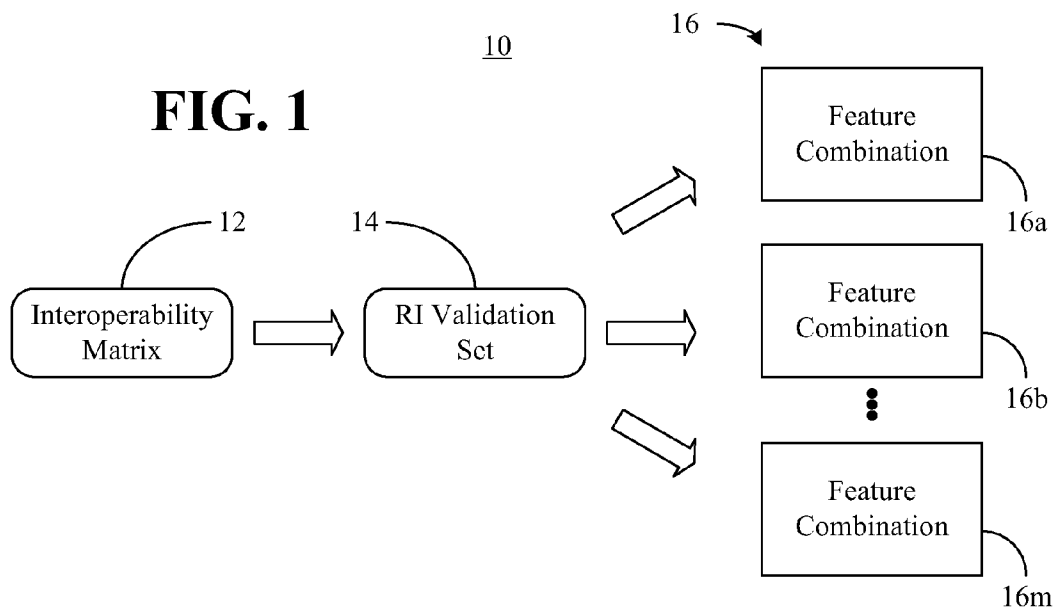 10
FIG. 1
16
Feature
Combination
16a
12
14
Interoperability
Matrix
RI Validation
Set
Feature
Combination
16b
Feature
Combination
16m